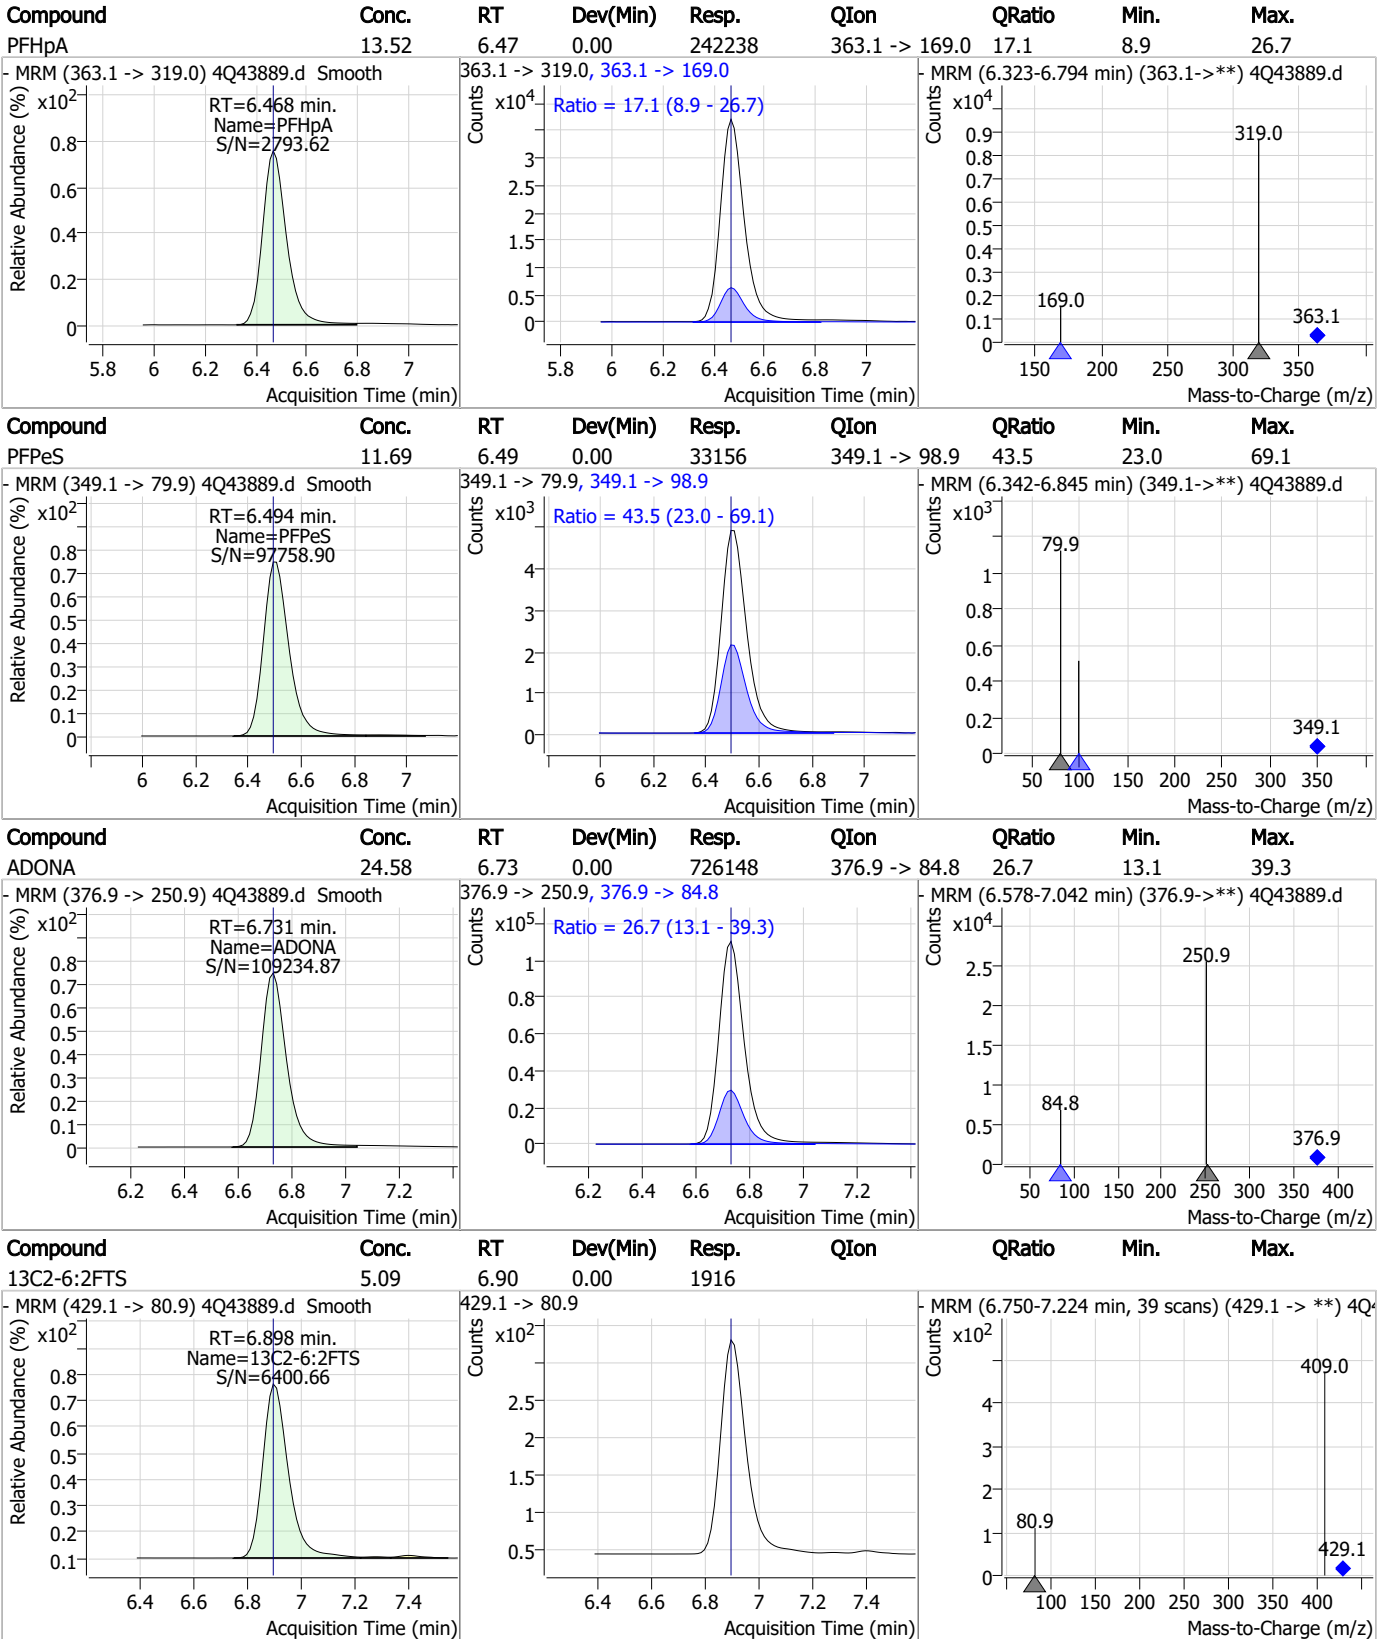 Compound Conc. RT Dev(Min) Resp. QIon QRatio Min. Max.
PFHpA 13.52 6.47 0.00 242238 363.1 -> 169.0 17.1 8.9 26.7
- MRM (363.1 -> 319.0) 4Q43889.d Smooth
Relative Abundance (%)
x10²
RT=6.468 min.
Name=PFHpA
S/N=2793.62
0.8
0.6
0.4
0.2
0
5.8 6 6.2 6.4 6.6 6.8 7
Acquisition Time (min)
363.1 -> 319.0, 363.1 -> 169.0
Counts
x10⁴
Ratio = 17.1 (8.9 - 26.7)
3
2.5
2
1.5
1
0.5
0
5.8 6 6.2 6.4 6.6 6.8 7
Acquisition Time (min)
- MRM (6.323-6.794 min) (363.1->**) 4Q43889.d
Counts
x10⁴
0.9
0.8
0.7
0.6
0.5
0.4
0.3
0.2
0.1
0
319.0
169.0
363.1
150 200 250 300 350
Mass-to-Charge (m/z)
Compound Conc. RT Dev(Min) Resp. QIon QRatio Min. Max.
PFPeS 11.69 6.49 0.00 33156 349.1 -> 98.9 43.5 23.0 69.1
- MRM (349.1 -> 79.9) 4Q43889.d Smooth
Relative Abundance (%)
x10²
RT=6.494 min.
Name=PFPeS
S/N=97758.90
0.8
0.7
0.6
0.5
0.4
0.3
0.2
0.1
0
6 6.2 6.4 6.6 6.8 7
Acquisition Time (min)
349.1 -> 79.9, 349.1 -> 98.9
Counts
x10³
Ratio = 43.5 (23.0 - 69.1)
4
3
2
1
0
6 6.2 6.4 6.6 6.8 7
Acquisition Time (min)
- MRM (6.342-6.845 min) (349.1->**) 4Q43889.d
Counts
x10³
1
0.8
0.6
0.4
0.2
0
79.9
349.1
50 100 150 200 250 300 350
Mass-to-Charge (m/z)
Compound Conc. RT Dev(Min) Resp. QIon QRatio Min. Max.
ADONA 24.58 6.73 0.00 726148 376.9 -> 84.8 26.7 13.1 39.3
- MRM (376.9 -> 250.9) 4Q43889.d Smooth
Relative Abundance (%)
x10²
RT=6.731 min.
Name=ADONA
S/N=109234.87
0.8
0.7
0.6
0.5
0.4
0.3
0.2
0.1
0
6.2 6.4 6.6 6.8 7 7.2
Acquisition Time (min)
376.9 -> 250.9, 376.9 -> 84.8
Counts
x10⁵
Ratio = 26.7 (13.1 - 39.3)
1
0.8
0.6
0.4
0.2
0
6.2 6.4 6.6 6.8 7 7.2
Acquisition Time (min)
- MRM (6.578-7.042 min) (376.9->**) 4Q43889.d
Counts
x10⁴
2.5
2
1.5
1
0.5
0
250.9
84.8
376.9
50 100 150 200 250 300 350 400
Mass-to-Charge (m/z)
Compound Conc. RT Dev(Min) Resp. QIon QRatio Min. Max.
13C2-6:2FTS 5.09 6.90 0.00 1916
- MRM (429.1 -> 80.9) 4Q43889.d Smooth
Relative Abundance (%)
x10²
RT=6.898 min.
Name=13C2-6:2FTS
S/N=6400.66
0.8
0.7
0.6
0.5
0.4
0.3
0.2
0.1
6.4 6.6 6.8 7 7.2 7.4
Acquisition Time (min)
429.1 -> 80.9
Counts
x10²
2.5
2
1.5
1
0.5
6.4 6.6 6.8 7 7.2 7.4
Acquisition Time (min)
- MRM (6.750-7.224 min, 39 scans) (429.1 -> **) 4Q
Counts
x10²
4
3
2
1
0
409.0
80.9
429.1
100 150 200 250 300 350 400
Mass-to-Charge (m/z)